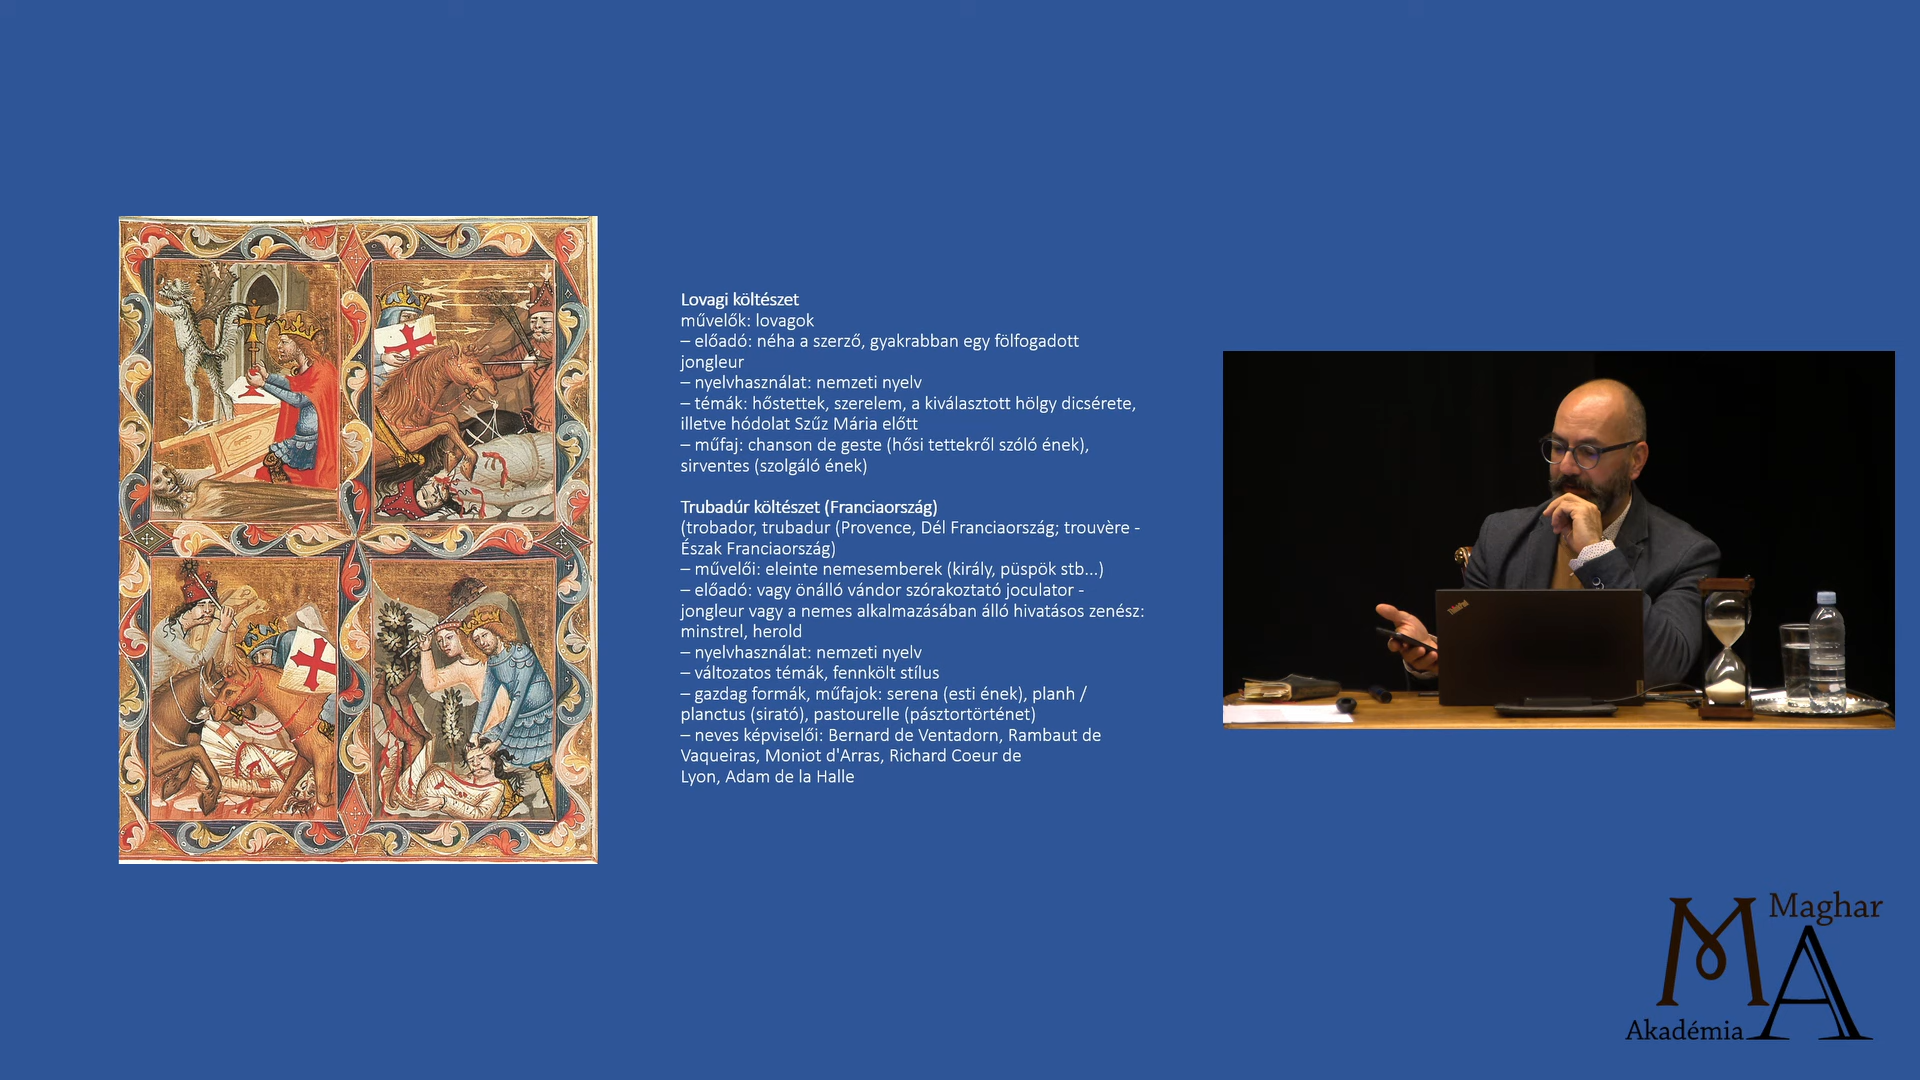 Lovagi költészet
művelők: lovagok
– előadó: néha a szerző, gyakrabban egy fölfogadott
jongleur
– nyelvhasználat: nemzeti nyelv
– témák: hőstettek, szerelem, a kiválasztott hölgy dicsérete,
illetve hódolat Szűz Mária előtt
– műfaj: chanson de geste (hősi tettekről szóló ének),
sirventes (szolgáló ének)
Trubadúr költészet (Franciaország)
(trobador, trubadur (Provence, Dél Franciaország; trouvère -
Észak Franciaország)
– művelői: eleinte nemesemberek (király, püspök stb...)
– előadó: vagy önálló vándor szórakoztató joculator -
jongleur vagy a nemes alkalmazásában álló hivatásos zenész:
minstrel, herold
– nyelvhasználat: nemzeti nyelv
– változatos témák, fennkölt stílus
– gazdag formák, műfajok: serena (esti ének), planh /
planctus (sirató), pastourelle (pásztortörténet)
– neves képviselői: Bernard de Ventadorn, Rambaut de
Vaqueiras, Moniot d'Arras, Richard Coeur de
Lyon, Adam de la Halle
ThinkPad
Maghar
MA
Akadémia